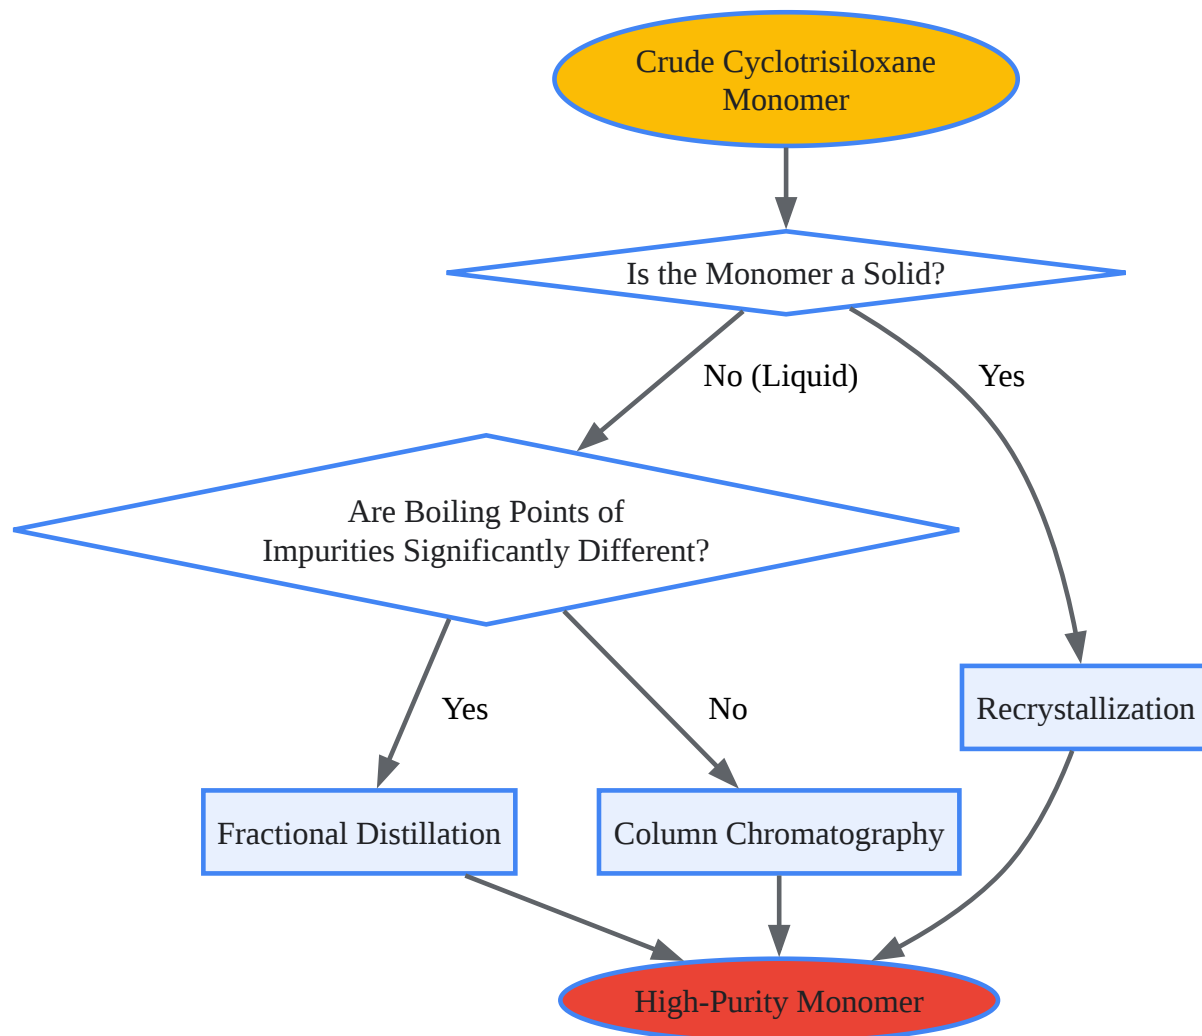 Crude Cyclotrisiloxane
Monomer
Is the Monomer a Solid?
No (Liquid)
Yes
Are Boiling Points of
Impurities Significantly Different?
Yes
No
Recrystallization
Fractional Distillation
Column Chromatography
High-Purity Monomer